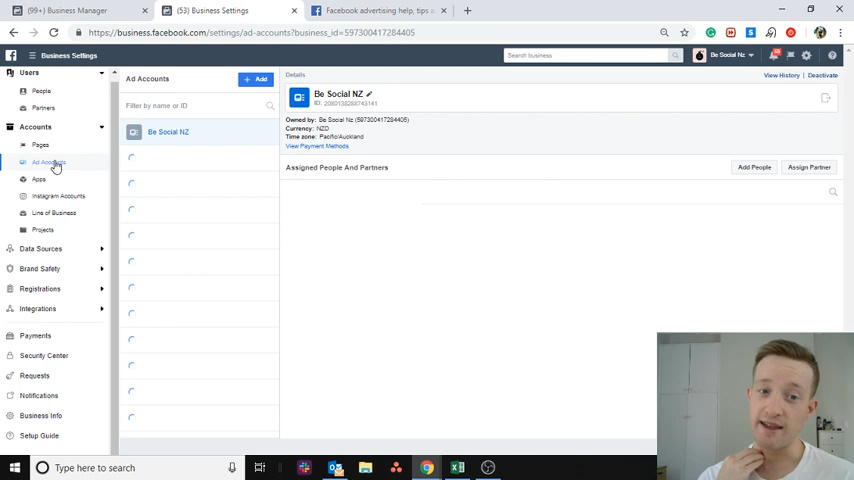 (99+) Business Manager
(53) Business Settings
Facebook advertising help, tips a
https://business.facebook.com/settings/ad-accounts?business_id=597300417284405
Business Settings
Search business
Be Social Nz
Users
People
Partners
Accounts
Pages
Ad Accounts
Apps
Instagram Accounts
Line of Business
Projects
Data Sources
Brand Safety
Registrations
Integrations
Payments
Security Center
Requests
Notifications
Business Info
Setup Guide
Ad Accounts
+ Add
Filter by name or ID
Be Social NZ
Details
View History
Deactivate
Be Social NZ
ID: 2080138288743141
Owned by: Be Social Nz (597300417284405)
Currency: NZD
Time zone: Pacific/Auckland
View Payment Methods
Assigned People And Partners
Add People
Assign Partner
Type here to search